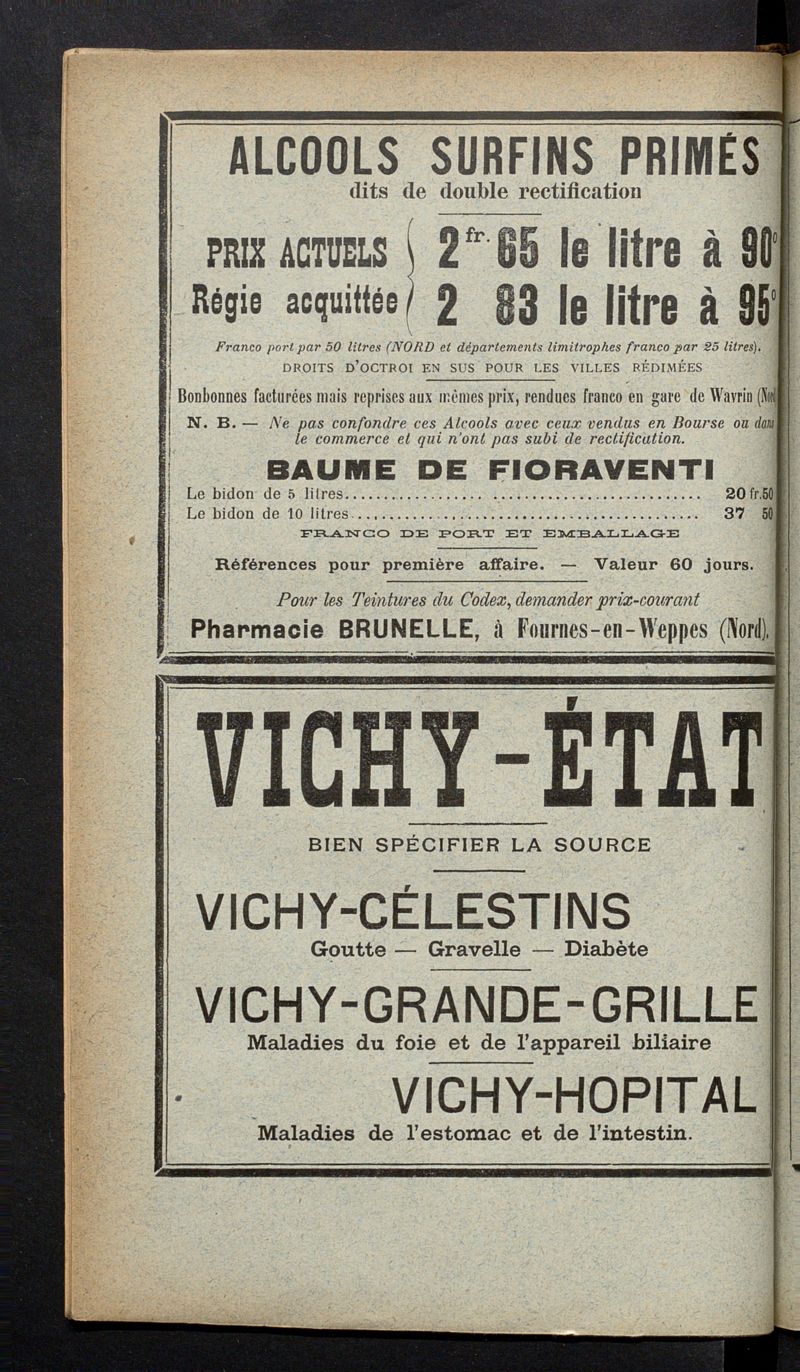 ALCOOLS SURFINS PRIMÉS
dits de double rectification
PRIX ACTUELS { 2 fr. 65 le litre à 90°
Régie acquittée { 2 83 le litre à 95°
Franco port par 50 litres (NORD et départements limitrophes franco par 25 litres).
DROITS D'OCTROI EN SUS POUR LES VILLES RÉDIMÉES
Bonbonnes facturées mais reprises aux mêmes prix, rendues franco en gare de Wavrin (Nord
N. B. — Ne pas confondre ces Alcools avec ceux vendus en Bourse ou dans
le commerce et qui n'ont pas subi de rectification.
BAUME DE FIORAVENTI
Le bidon de 5 litres........................................ 20 fr. 50
Le bidon de 10 litres........................................ 37 50
FRANCO DE PORT ET EMBALLAGE
Références pour première affaire. — Valeur 60 jours.
Pour les Teintures du Codex, demander prix-courant
Pharmacie BRUNELLE, à Fournes-en-Weppes (Nord).
VICHY-ÉTAT
BIEN SPÉCIFIER LA SOURCE
VICHY-CÉLESTINS
Goutte — Gravelle — Diabète
VICHY-GRANDE-GRILLE
Maladies du foie et de l'appareil biliaire
VICHY-HOPITAL
Maladies de l'estomac et de l'intestin.